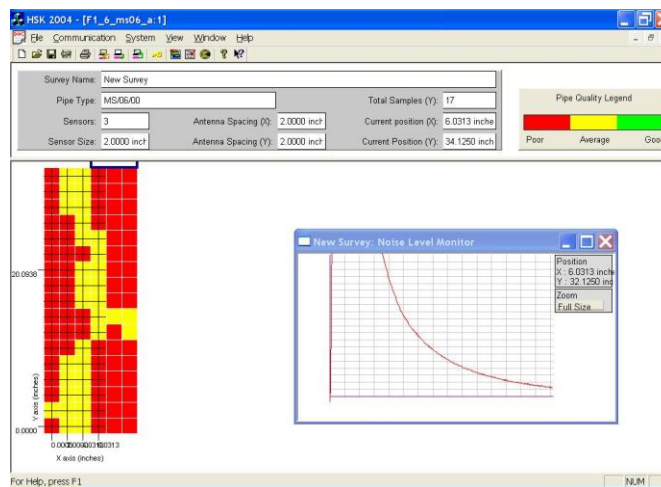 HSK 2004 - [F1_6_ms06_a:1]
File Communication System View Window Help
Survey Name: New Survey
Pipe Type: MS/06/00 Total Samples (Y): 17
Sensors: 3 Antenna Spacing (X): 2.0000 inch Current position (X): 6.0313 inche
Sensor Size: 2.0000 inch Antenna Spacing (Y): 2.0000 inch Current Position (Y): 34.1250 inch
Pipe Quality Legend
Poor Average Good
New Survey: Noise Level Monitor
Position
X : 6.0313 inche
Y : 32.1250 inc
Zoom
Full Size
20.0938
Y axis (inches)
0.0000
X axis (inches)
For Help, press F1 NUM